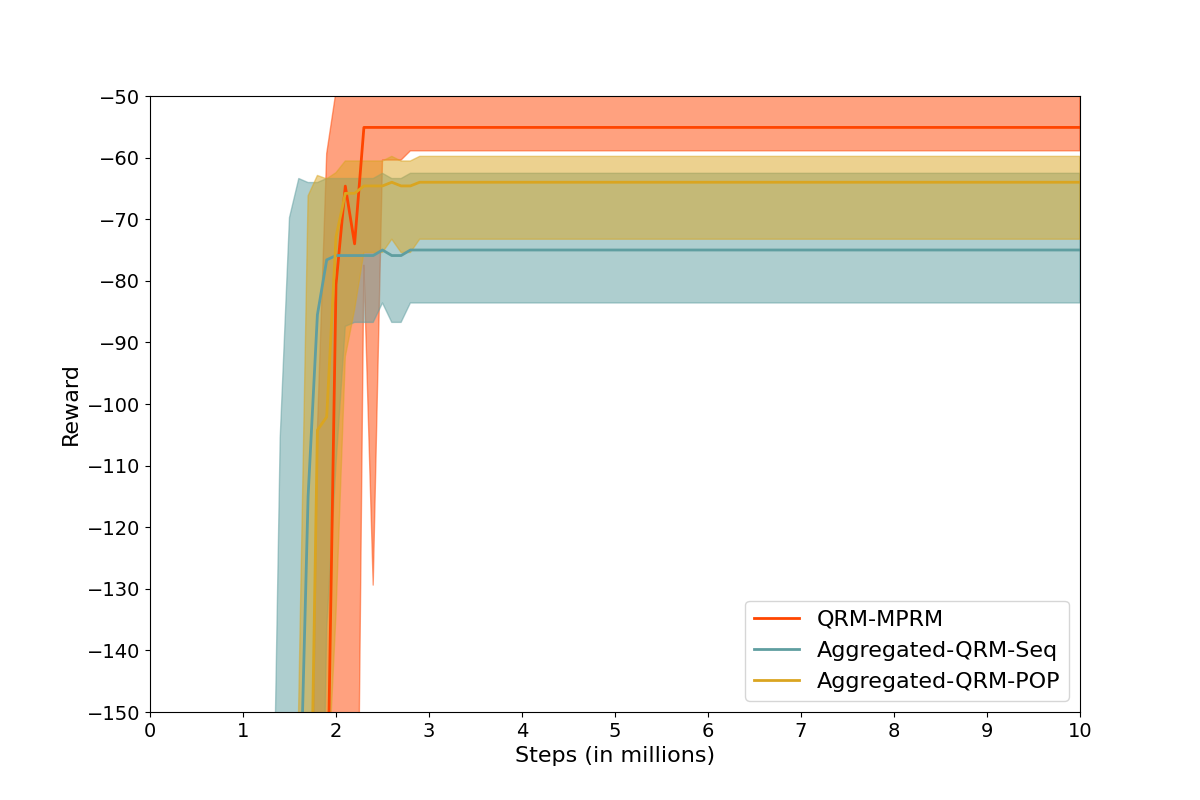 −50
−60
−70
−80
−90
−100
−110
−120
−130
−140
−150
Reward
0 1 2 3 4 5 6 7 8 9 10
Steps (in millions)
QRM-MPRM
Aggregated-QRM-Seq
Aggregated-QRM-POP